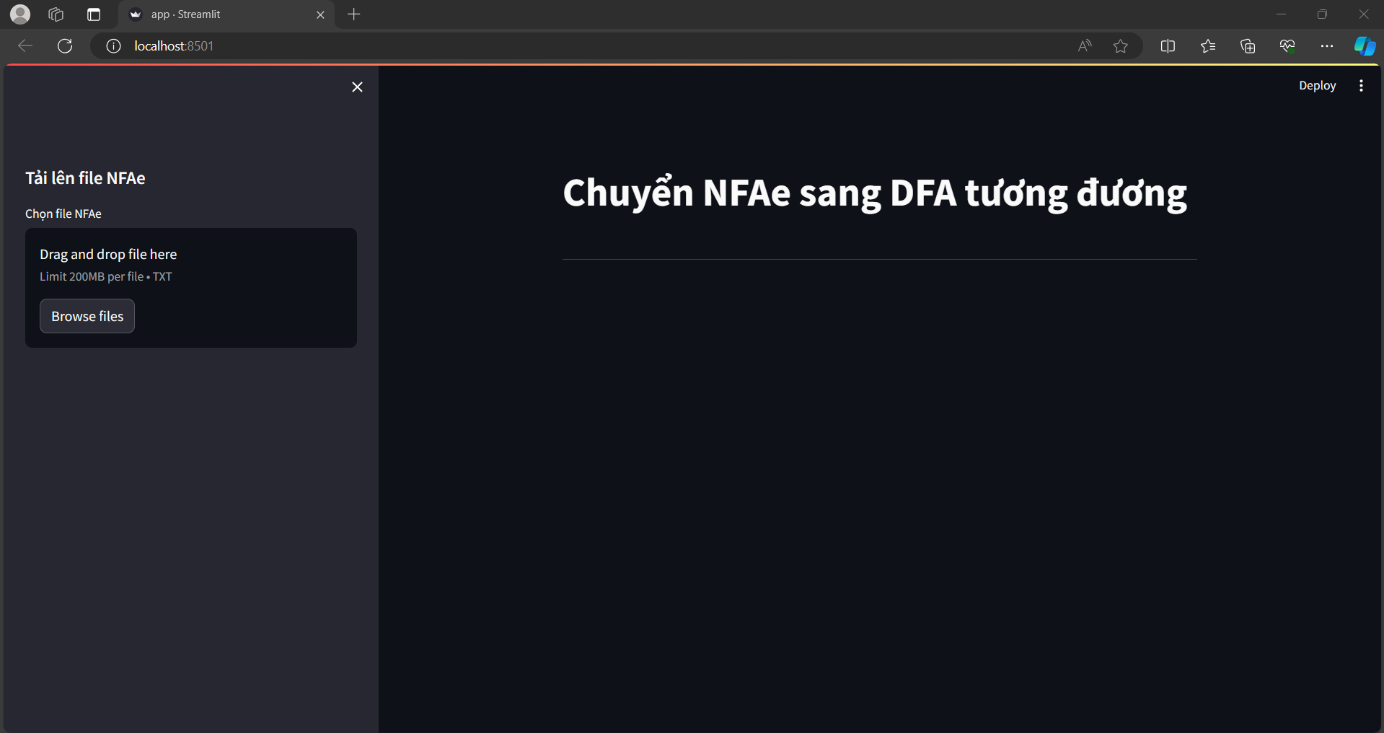 app · Streamlit
localhost:8501
Deploy
Tải lên file NFAe
Chọn file NFAe
Drag and drop file here
Limit 200MB per file • TXT
Browse files
Chuyển NFAe sang DFA tương đương